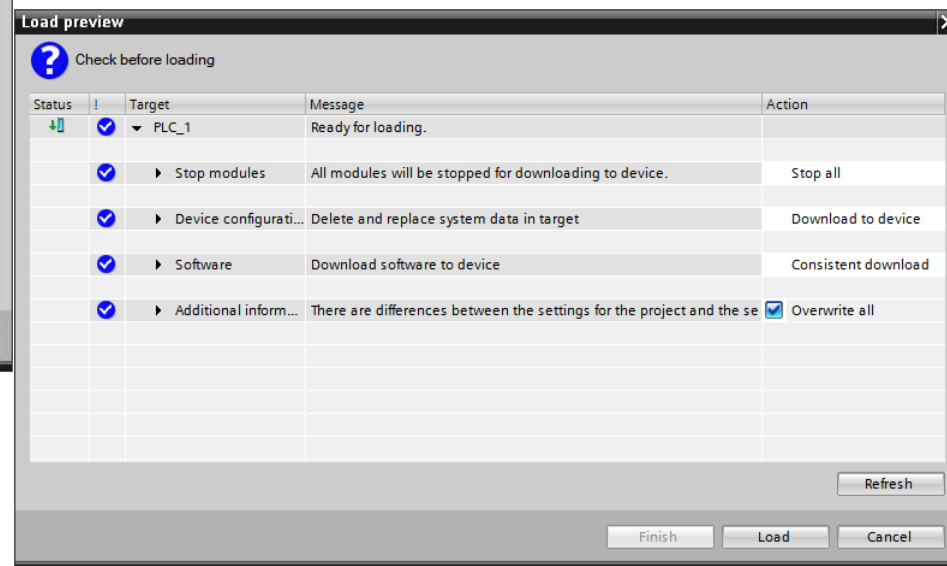 Load preview
Check before loading
Status ! Target Message Action
PLC_1 Ready for loading.
Stop modules All modules will be stopped for downloading to device. Stop all
Device configurati... Delete and replace system data in target Download to device
Software Download software to device Consistent download
Additional inform... There are differences between the settings for the project and the se Overwrite all
Refresh
Finish Load Cancel